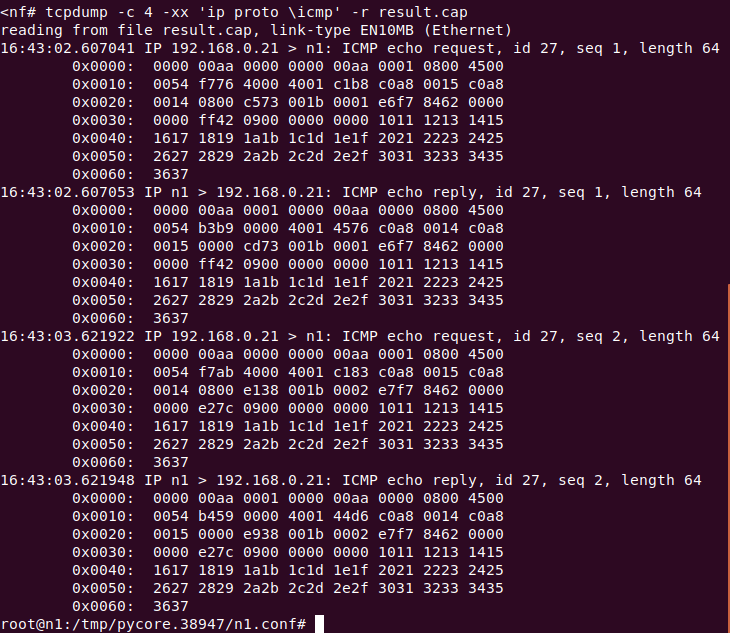 <nf# tcpdump -c 4 -xx 'ip proto \icmp' -r result.cap
reading from file result.cap, link-type EN10MB (Ethernet)
16:43:02.607041 IP 192.168.0.21 > n1: ICMP echo request, id 27, seq 1, length 64
        0x0000:  0000 00aa 0000 0000 00aa 0001 0800 4500
        0x0010:  0054 f776 4000 4001 c1b8 c0a8 0015 c0a8
        0x0020:  0014 0800 c573 001b 0001 e6f7 8462 0000
        0x0030:  0000 ff42 0900 0000 0000 1011 1213 1415
        0x0040:  1617 1819 1a1b 1c1d 1e1f 2021 2223 2425
        0x0050:  2627 2829 2a2b 2c2d 2e2f 3031 3233 3435
        0x0060:  3637
16:43:02.607053 IP n1 > 192.168.0.21: ICMP echo reply, id 27, seq 1, length 64
        0x0000:  0000 00aa 0001 0000 00aa 0000 0800 4500
        0x0010:  0054 b3b9 0000 4001 4576 c0a8 0014 c0a8
        0x0020:  0015 0000 cd73 001b 0001 e6f7 8462 0000
        0x0030:  0000 ff42 0900 0000 0000 1011 1213 1415
        0x0040:  1617 1819 1a1b 1c1d 1e1f 2021 2223 2425
        0x0050:  2627 2829 2a2b 2c2d 2e2f 3031 3233 3435
        0x0060:  3637
16:43:03.621922 IP 192.168.0.21 > n1: ICMP echo request, id 27, seq 2, length 64
        0x0000:  0000 00aa 0000 0000 00aa 0001 0800 4500
        0x0010:  0054 f7ab 4000 4001 c183 c0a8 0015 c0a8
        0x0020:  0014 0800 e138 001b 0002 e7f7 8462 0000
        0x0030:  0000 e27c 0900 0000 0000 1011 1213 1415
        0x0040:  1617 1819 1a1b 1c1d 1e1f 2021 2223 2425
        0x0050:  2627 2829 2a2b 2c2d 2e2f 3031 3233 3435
        0x0060:  3637
16:43:03.621948 IP n1 > 192.168.0.21: ICMP echo reply, id 27, seq 2, length 64
        0x0000:  0000 00aa 0001 0000 00aa 0000 0800 4500
        0x0010:  0054 b459 0000 4001 44d6 c0a8 0014 c0a8
        0x0020:  0015 0000 e938 001b 0002 e7f7 8462 0000
        0x0030:  0000 e27c 0900 0000 0000 1011 1213 1415
        0x0040:  1617 1819 1a1b 1c1d 1e1f 2021 2223 2425
        0x0050:  2627 2829 2a2b 2c2d 2e2f 3031 3233 3435
        0x0060:  3637
root@n1:/tmp/pycore.38947/n1.conf#